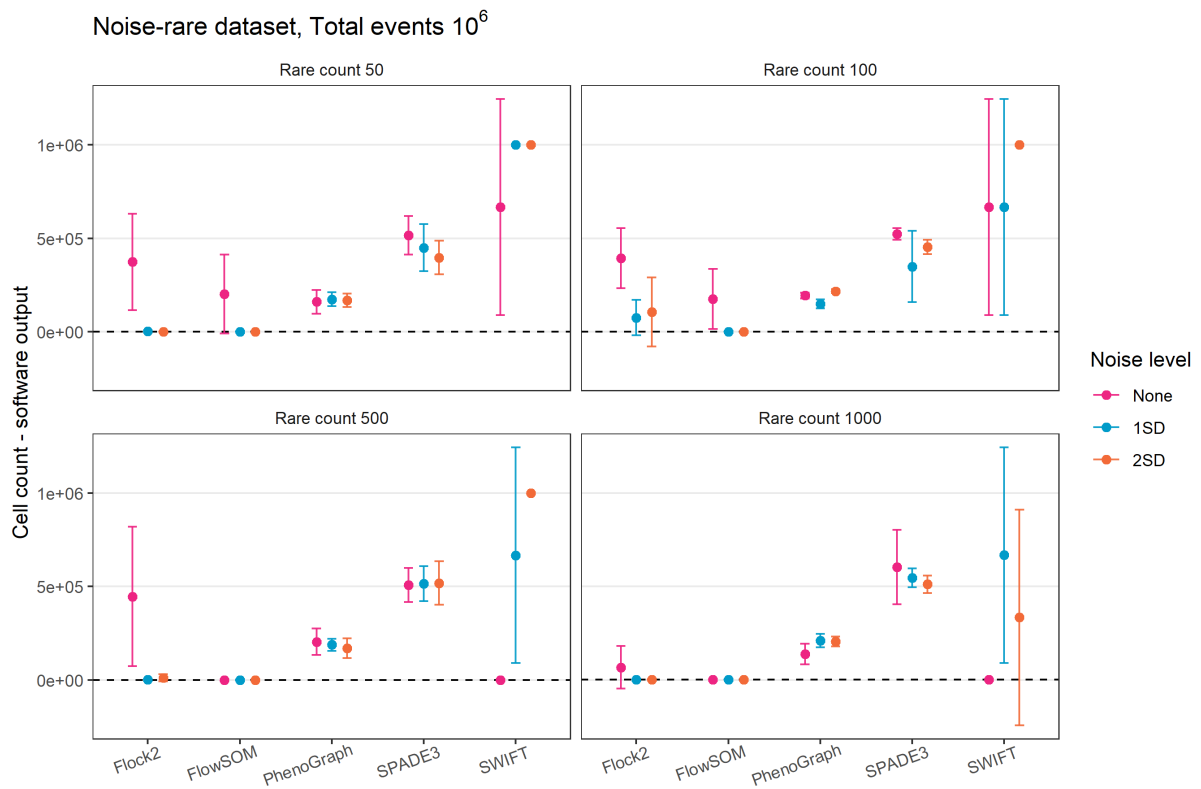 Noise-rare dataset, Total events 10⁶
Rare count 50
Rare count 100
1e+06
5e+05
0e+00
Rare count 500
Rare count 1000
1e+06
5e+05
0e+00
Cell count - software output
Flock2
FlowSOM
PhenoGraph
SPADE3
SWIFT
Flock2
FlowSOM
PhenoGraph
SPADE3
SWIFT
Noise level
None
1SD
2SD